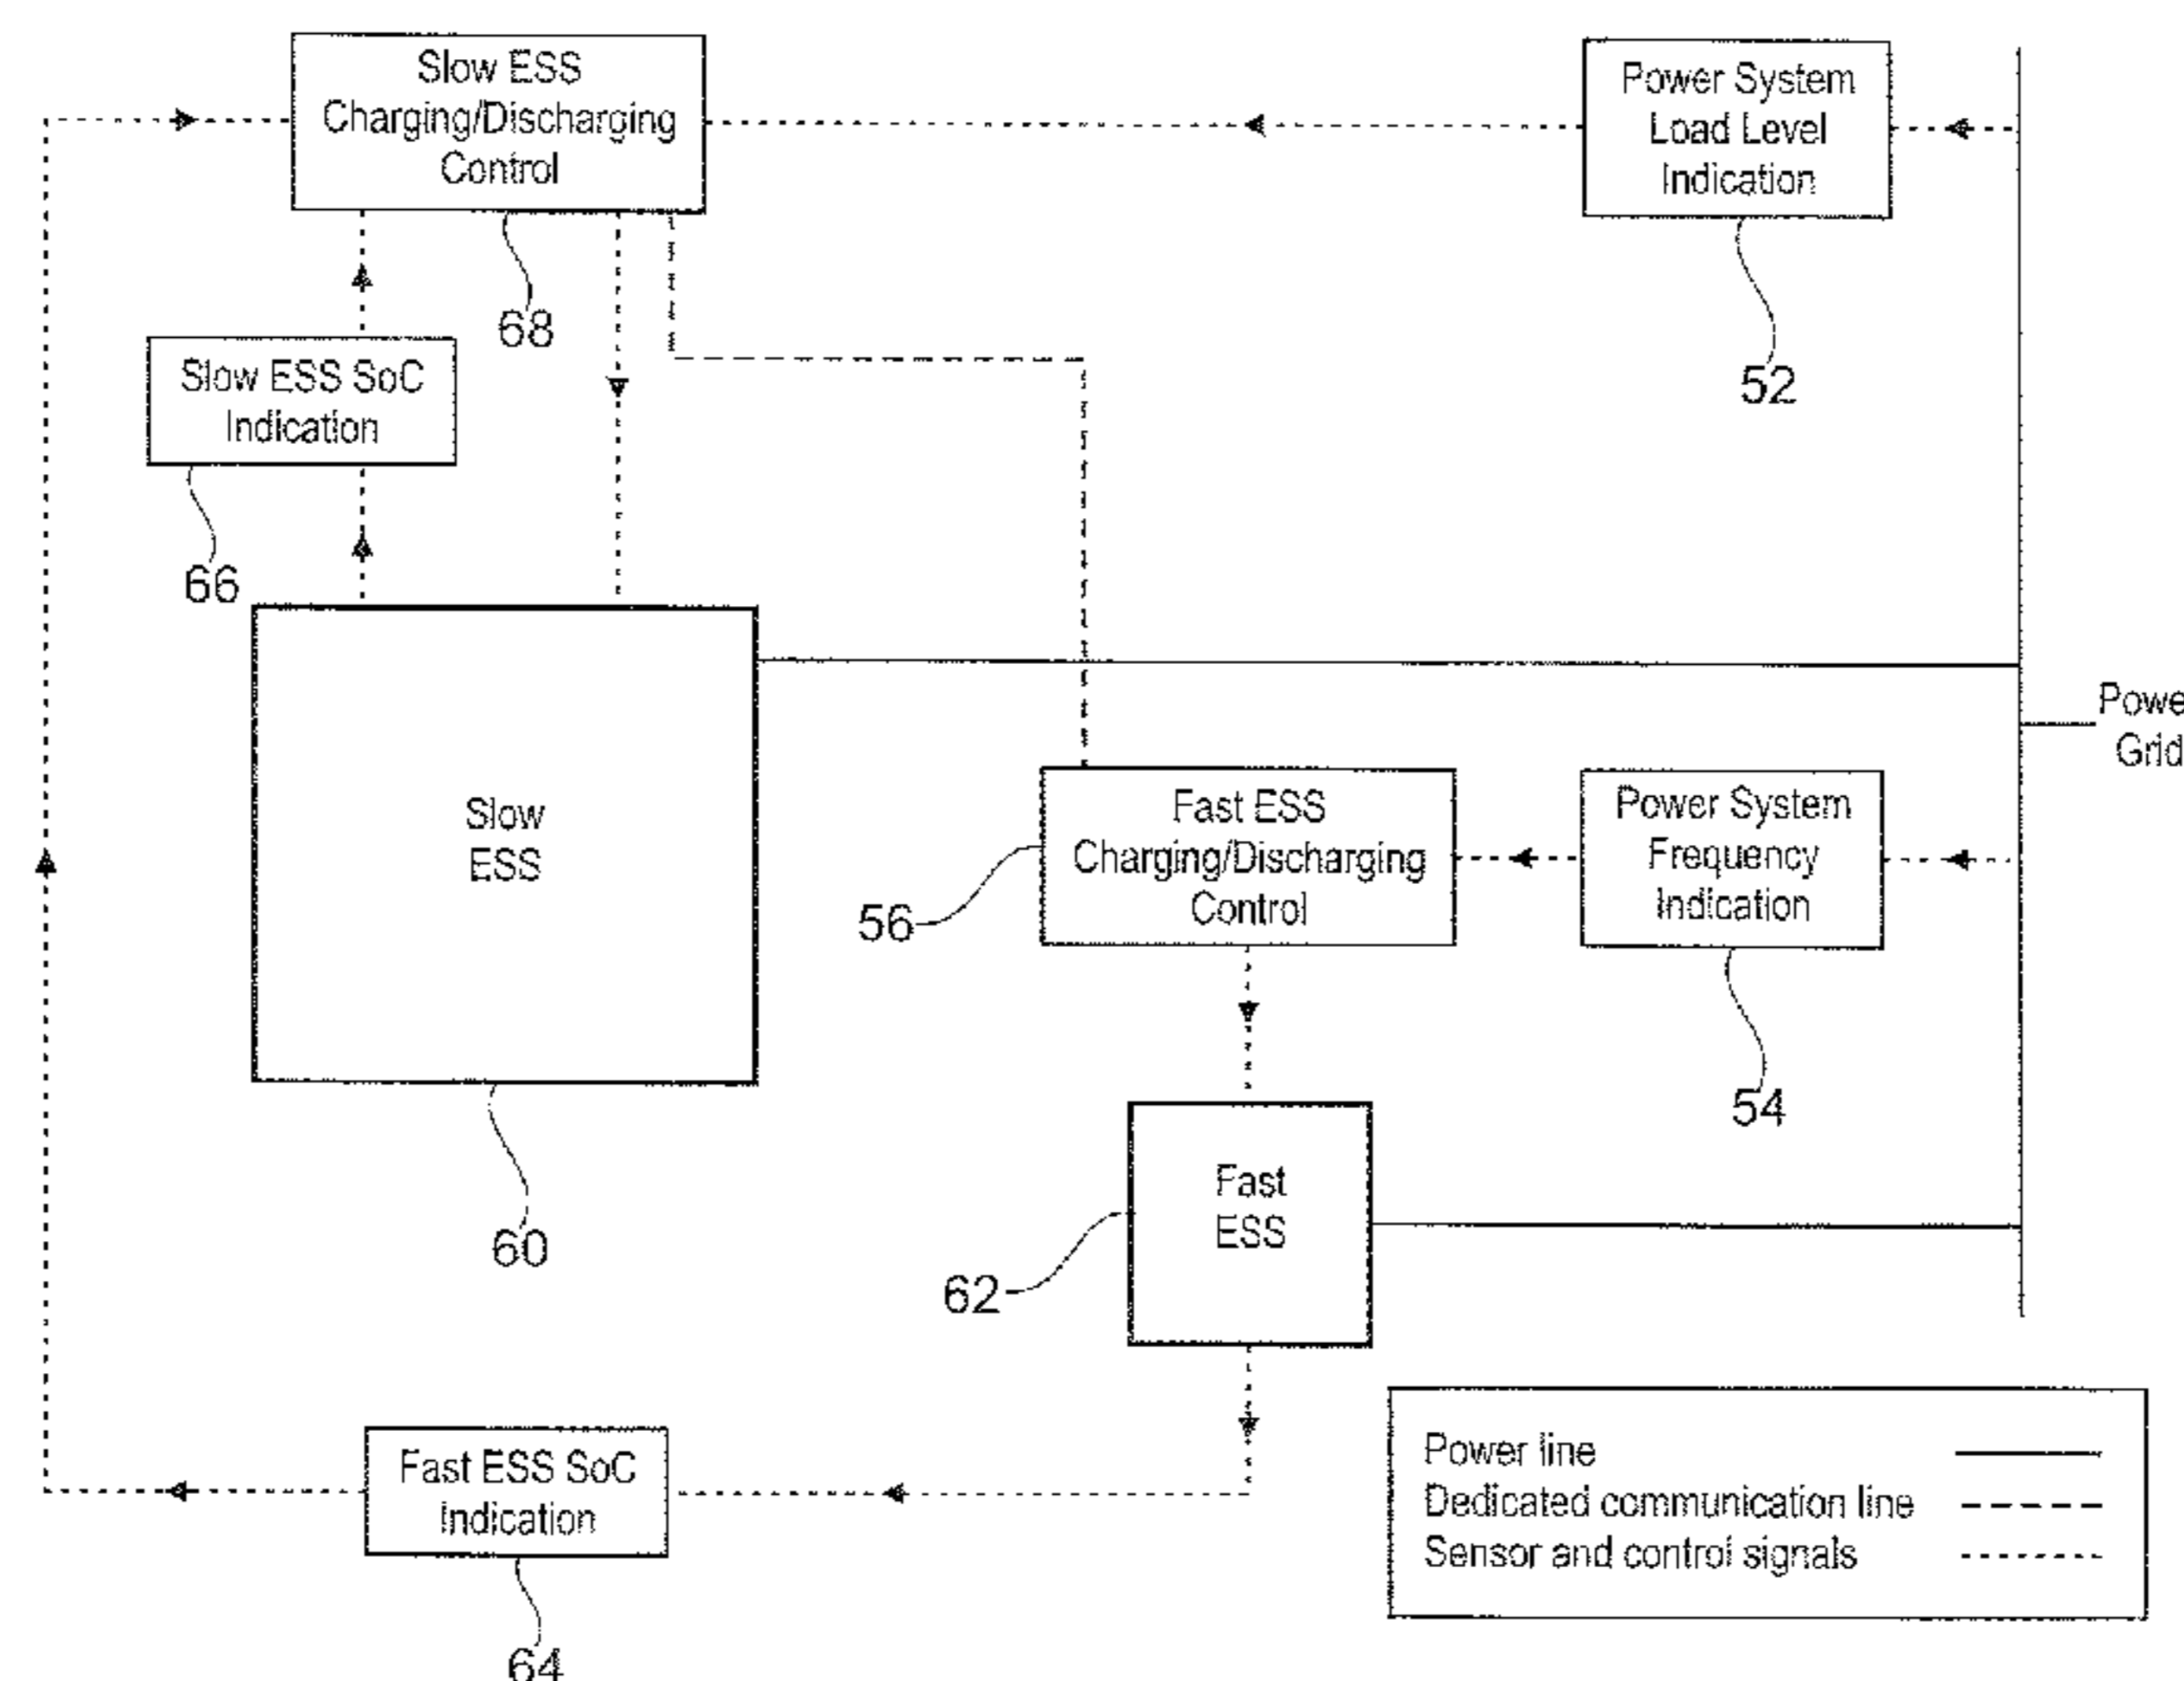 Slow ESS
Charging/Discharging
Control
68
Power System
Load Level
Indication
52
Slow ESS SoC
Indication
66
Slow
ESS
60
Powe
Grid
Fast ESS
Charging/Discharging
Control
56
Power System
Frequency
Indication
54
Fast
ESS
62
Fast ESS SoC
Indication
64
Power line
Dedicated communication line
Sensor and control signals